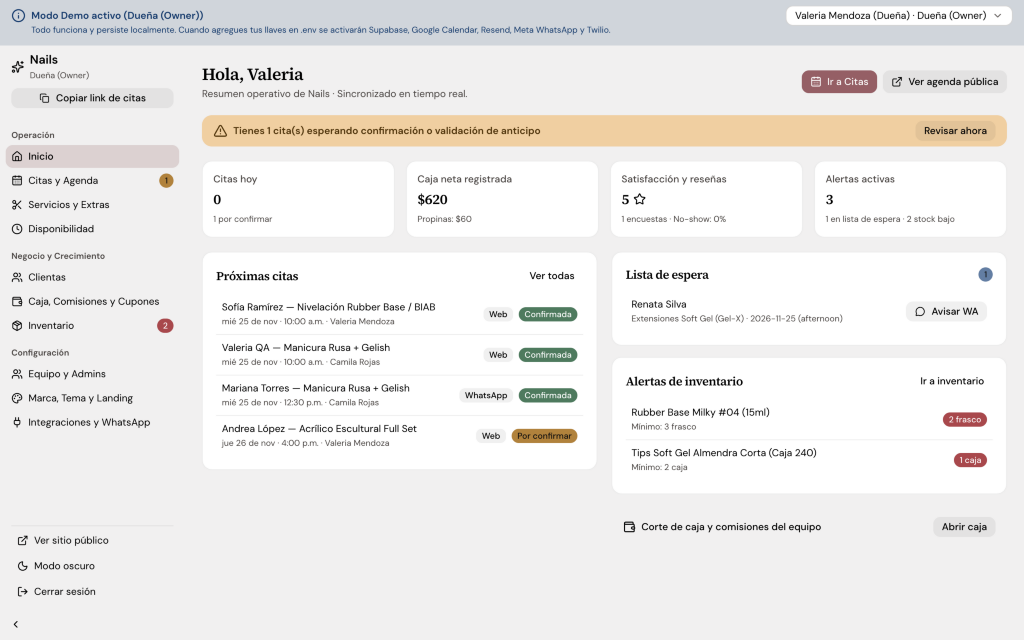 Modo Demo activo (Dueña (Owner))
Todo funciona y persiste localmente. Cuando agregues tus llaves en .env se activarán Supabase, Google Calendar, Resend, Meta WhatsApp y Twilio.
Valeria Mendoza (Dueña) · Dueña (Owner)
Nails
Dueña (Owner)
Copiar link de citas
Operación
Inicio
Citas y Agenda 1
Servicios y Extras
Disponibilidad
Negocio y Crecimiento
Clientas
Caja, Comisiones y Cupones
Inventario 2
Configuración
Equipo y Admins
Marca, Tema y Landing
Integraciones y WhatsApp
Ver sitio público
Modo oscuro
Cerrar sesión
Hola, Valeria
Resumen operativo de Nails · Sincronizado en tiempo real.
Ir a Citas
Ver agenda pública
Tienes 1 cita(s) esperando confirmación o validación de anticipo
Revisar ahora
Citas hoy
0
1 por confirmar
Caja neta registrada
$620
Propinas: $60
Satisfacción y reseñas
5
1 encuestas · No-show: 0%
Alertas activas
3
1 en lista de espera · 2 stock bajo
Próximas citas
Ver todas
Sofía Ramírez — Nivelación Rubber Base / BIAB
mié 25 de nov · 10:00 a.m. · Valeria Mendoza
Web Confirmada
Valeria QA — Manicura Rusa + Gelish
mié 25 de nov · 10:00 a.m. · Camila Rojas
Web Confirmada
Mariana Torres — Manicura Rusa + Gelish
mié 25 de nov · 12:30 p.m. · Camila Rojas
WhatsApp Confirmada
Andrea López — Acrílico Escultural Full Set
jue 26 de nov · 4:00 p.m. · Valeria Mendoza
Web Por confirmar
Lista de espera 1
Renata Silva
Extensiones Soft Gel (Gel-X) · 2026-11-25 (afternoon)
Avisar WA
Alertas de inventario
Ir a inventario
Rubber Base Milky #04 (15ml)
Mínimo: 3 frasco
2 frasco
Tips Soft Gel Almendra Corta (Caja 240)
Mínimo: 2 caja
1 caja
Corte de caja y comisiones del equipo
Abrir caja